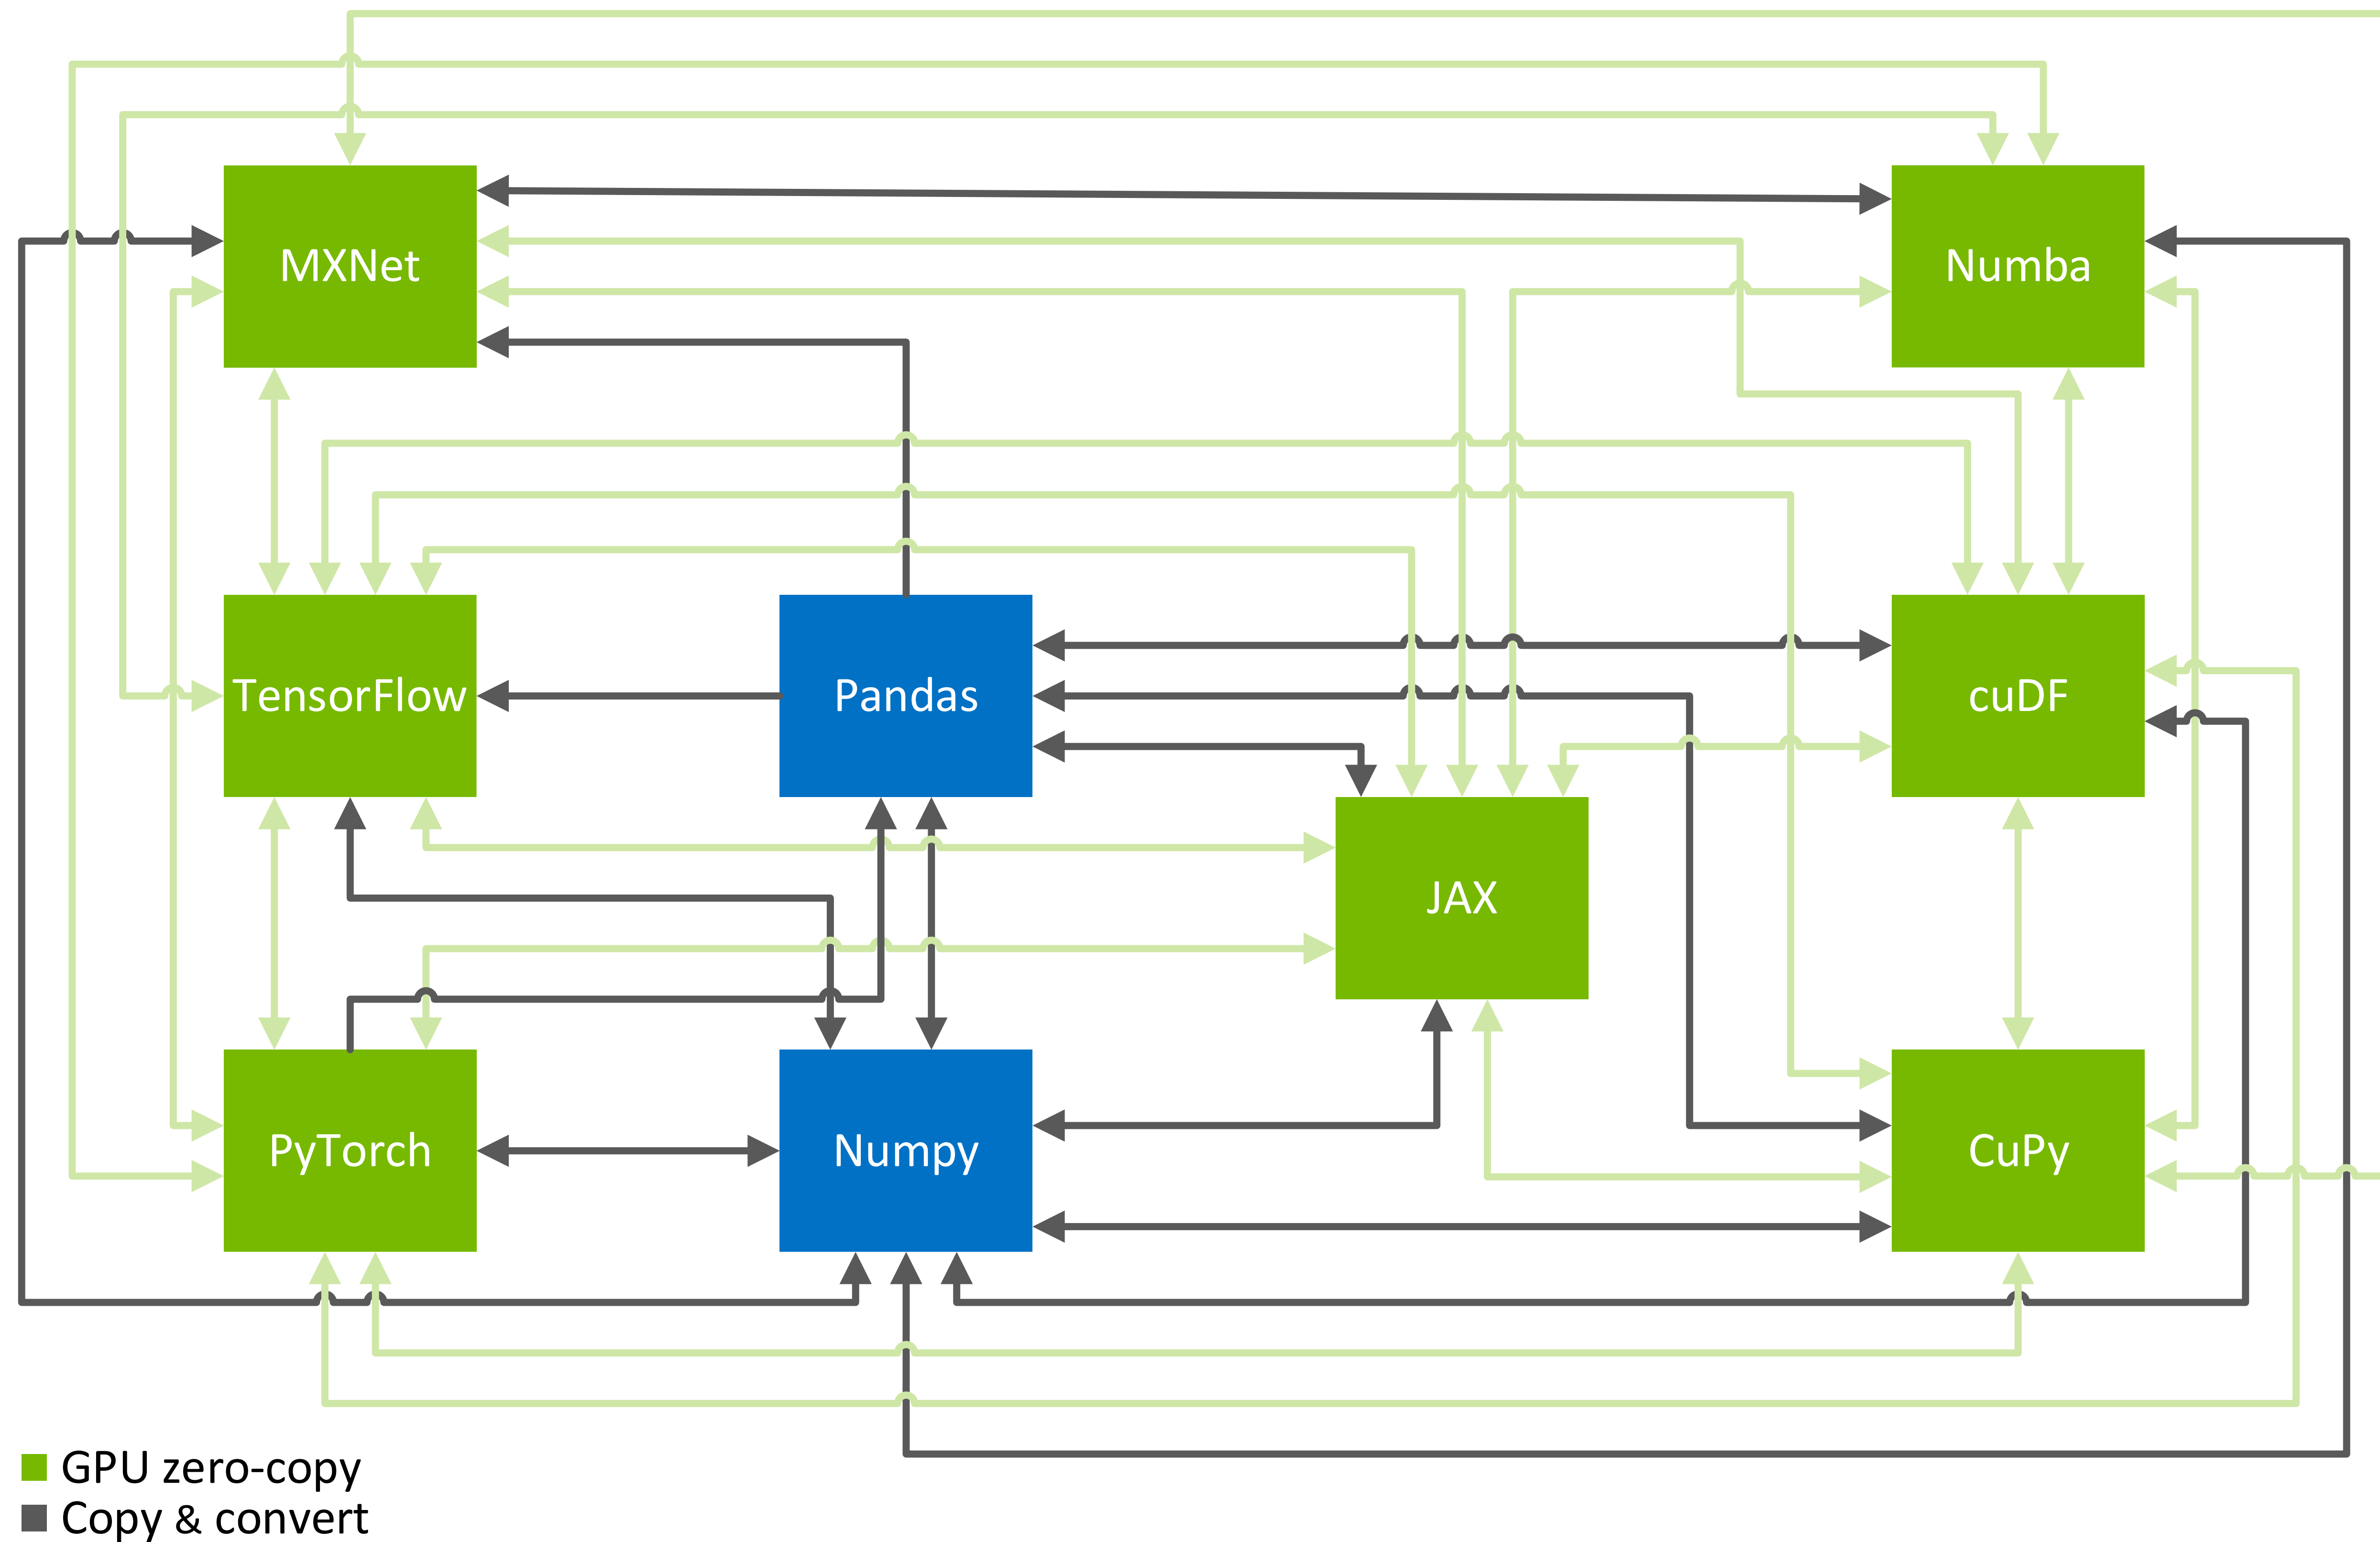 MXNet
Numba
TensorFlow
Pandas
cuDF
JAX
PyTorch
Numpy
CuPy
GPU zero-copy
Copy & convert